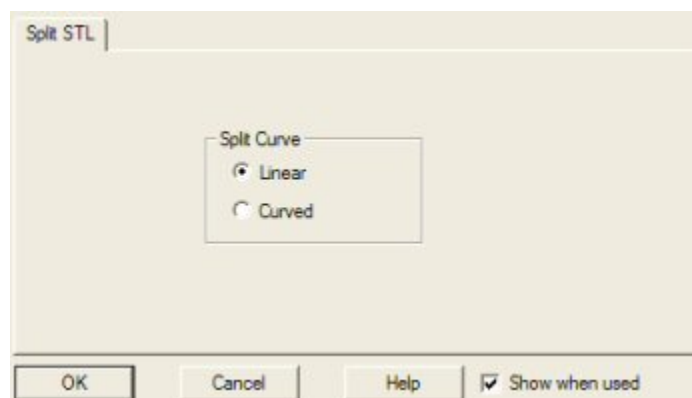 Split STL
Split Curve
Linear
Curved
OK Cancel Help Show when used